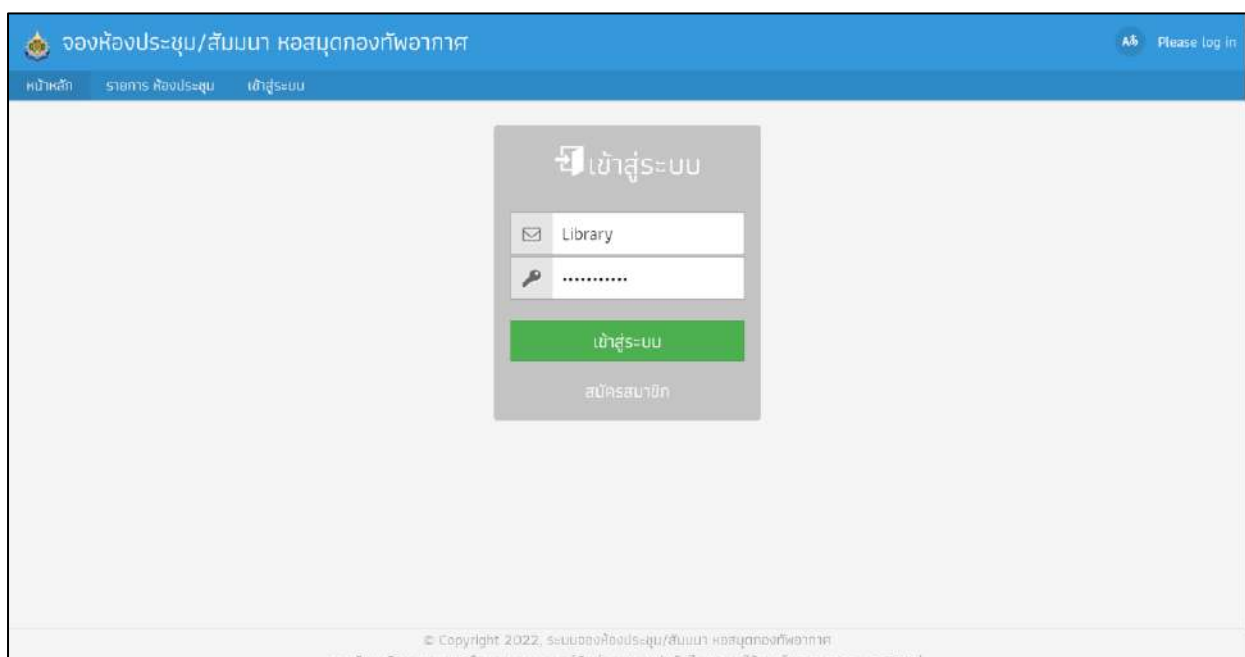 จองห้องประชุม/สัมมนา หอสมุดกองทัพอากาศ
Please log in
หน้าหลัก รายการ ห้องประชุม เข้าสู่ระบบ
เข้าสู่ระบบ
Library
•••••••••••
เข้าสู่ระบบ
สมัครสมาชิก
© Copyright 2022, ระบบจองห้องประชุม/สัมมนา หอสมุดกองทัพอากาศ